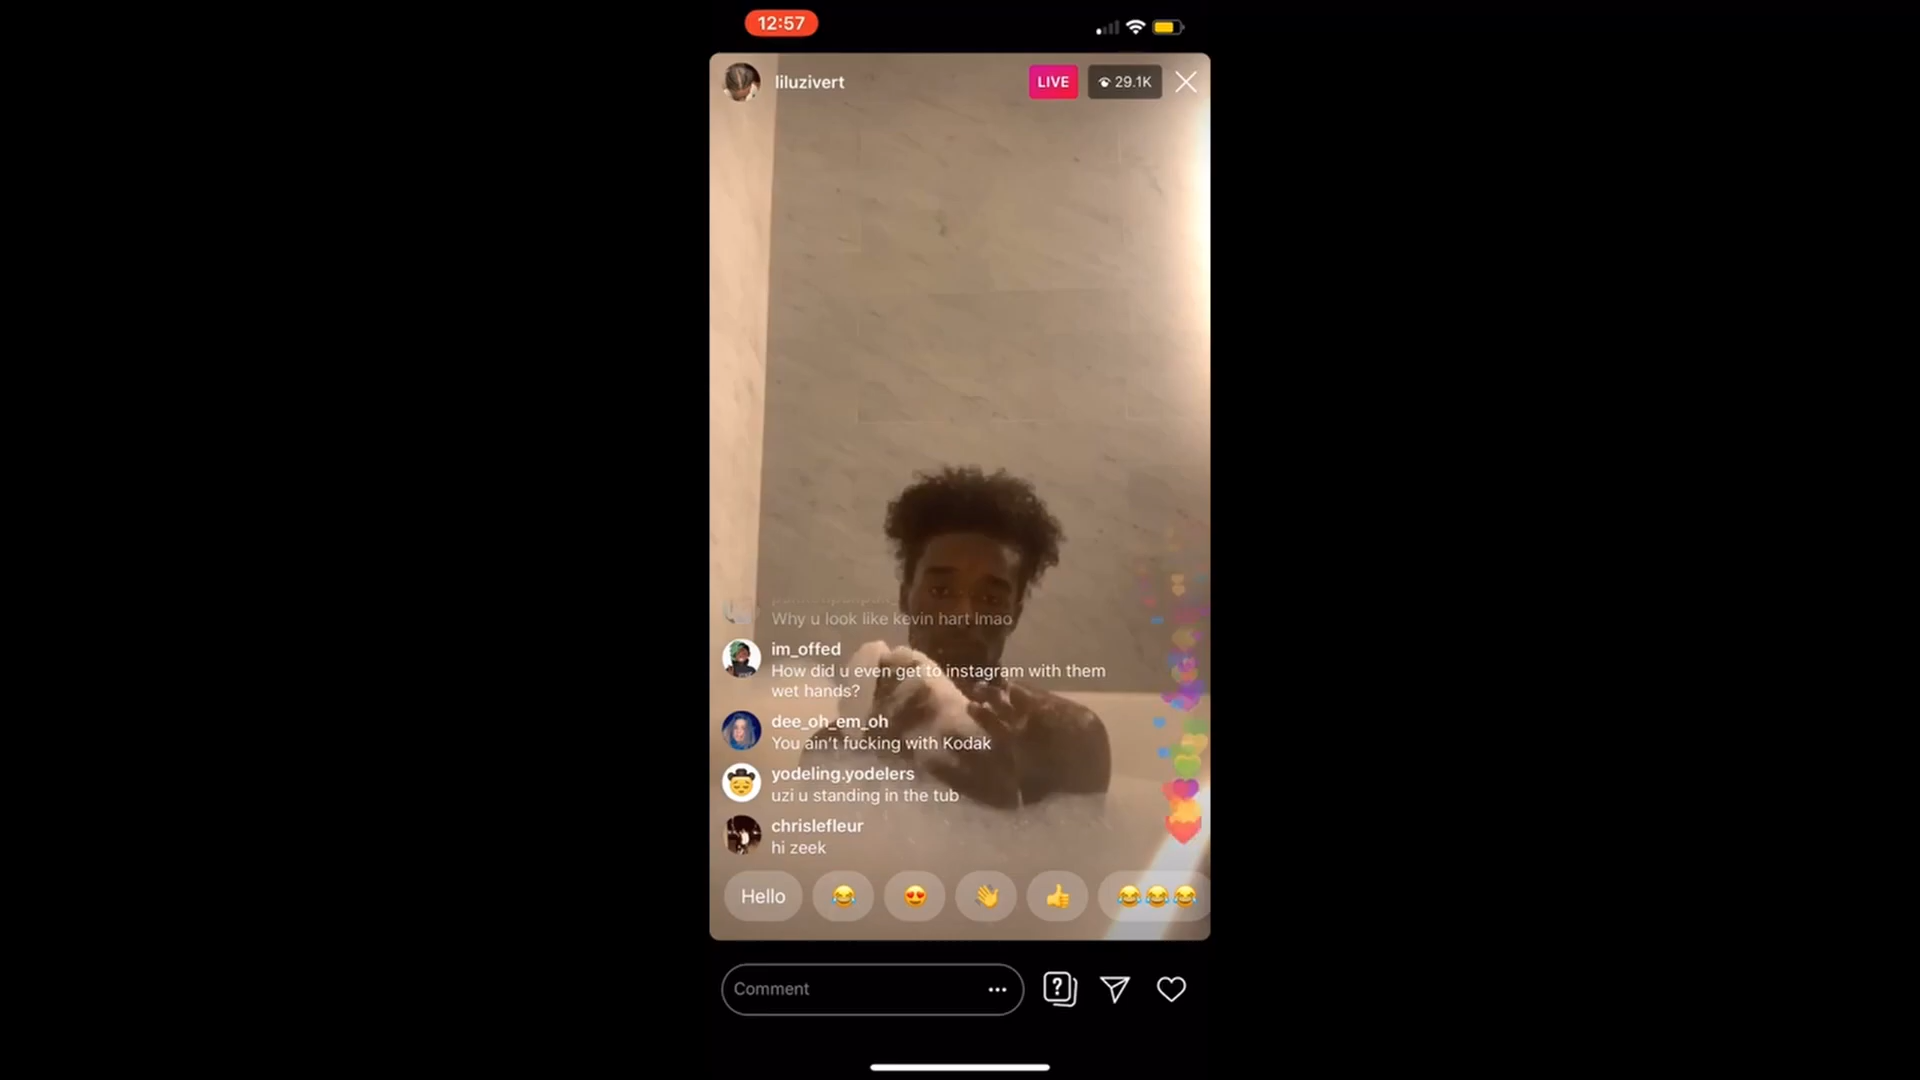 12:57
liluzivert
LIVE
29.1K
Why u look like kevin hart lmao
im_offed
How did u even get to instagram with them
wet hands?
dee_oh_em_oh
You ain't fucking with Kodak
yodeling.yodelers
uzi u standing in the tub
chrislefleur
hi zeek
Hello
Comment